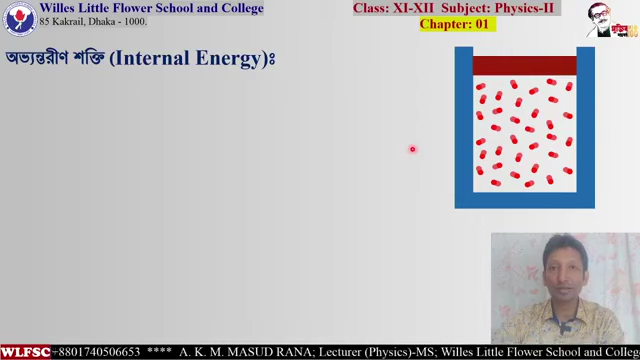 Willes Little Flower School and College
85 Kakrail, Dhaka - 1000.
Class: XI-XII Subject: Physics-II
Chapter: 01
অভ্যন্তরীণ শক্তি (Internal Energy)ঃ
WLFSC +8801740506653 **** A. K. M. MASUD RANA; Lecturer (Physics)-MS; Willes Little Flower School and Colleg